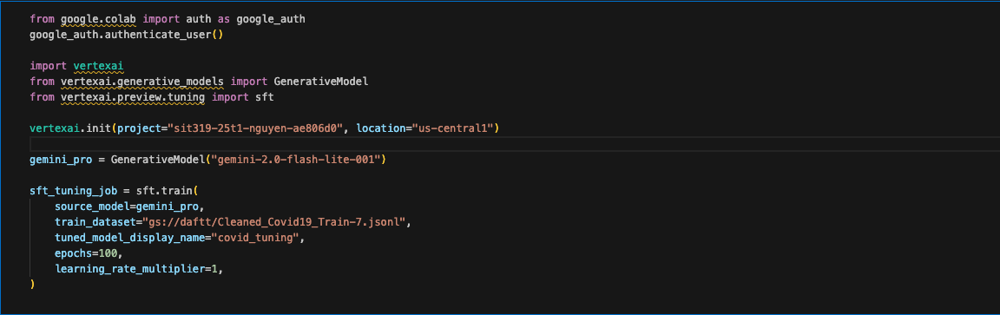 from google.colab import auth as google_auth
google_auth.authenticate_user()
import vertexai
from vertexai.generative_models import GenerativeModel
from vertexai.preview.tuning import sft
vertexai.init(project="sit319-25t1-nguyen-ae806d0", location="us-central1")
gemini_pro = GenerativeModel("gemini-2.0-flash-lite-001")
sft_tuning_job = sft.train(
    source_model=gemini_pro,
    train_dataset="gs://daftt/Cleaned_Covid19_Train-7.jsonl",
    tuned_model_display_name="covid_tuning",
    epochs=100,
    learning_rate_multiplier=1,
)